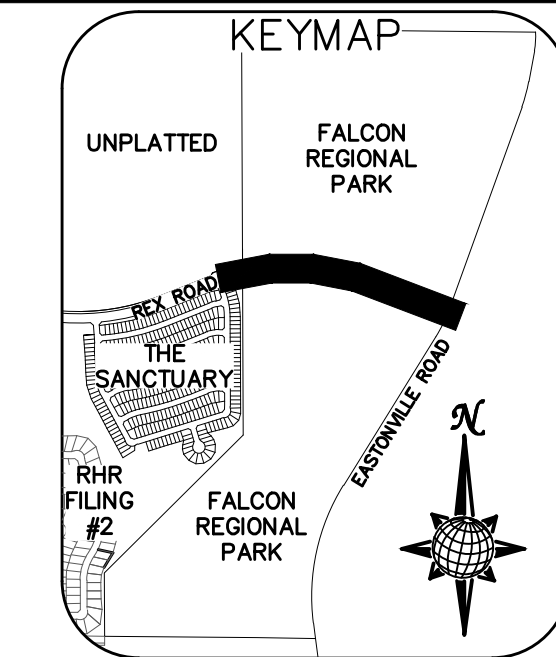 KEYMAP
UNPLATTED
FALCON
REGIONAL
PARK
REX ROAD
THE
SANCTUARY
EASTONVILLE ROAD
N
RHR
FILING
#2
FALCON
REGIONAL
PARK